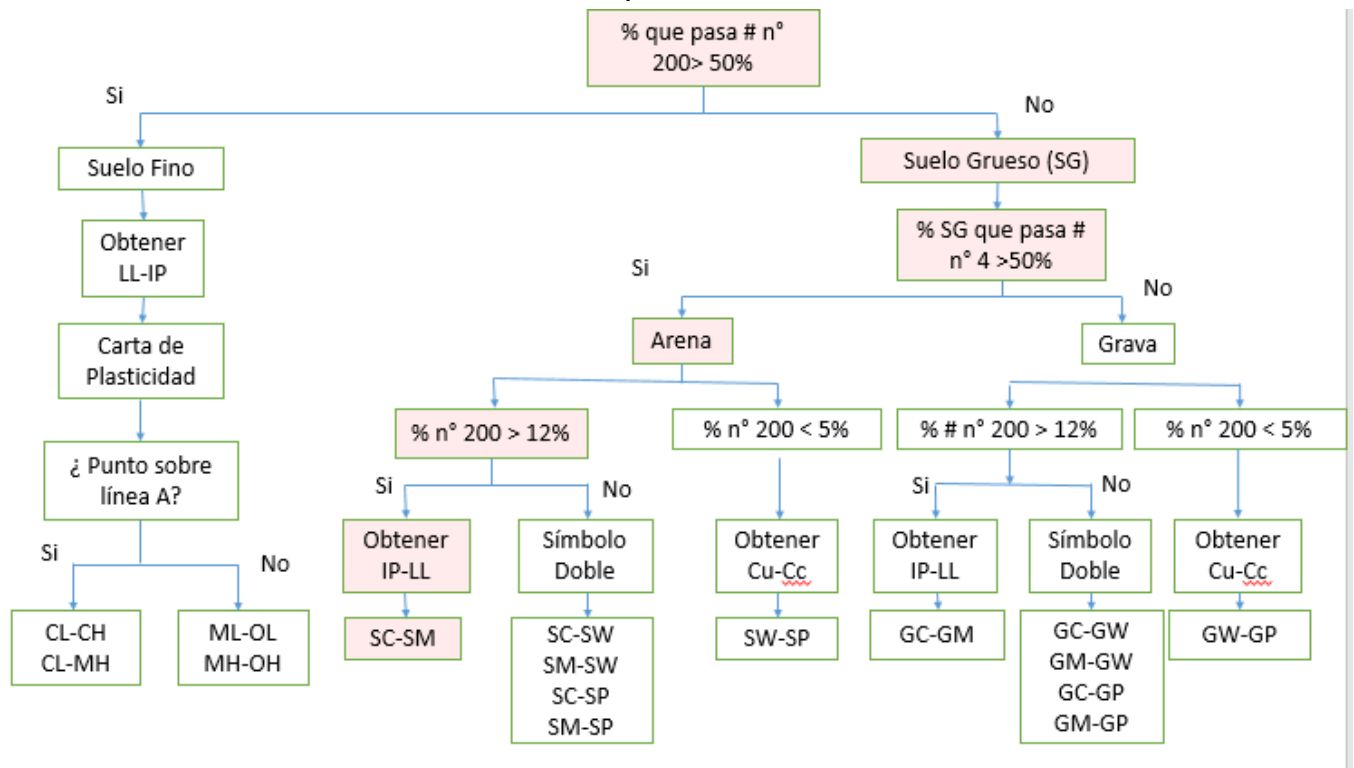 % que pasa # n°
200> 50%
Si
No
Suelo Fino
Suelo Grueso (SG)
Obtener
LL-IP
% SG que pasa #
n° 4 >50%
Si
No
Carta de
Plasticidad
Arena
Grava
¿ Punto sobre
línea A?
% n° 200 > 12%
% n° 200 < 5%
% # n° 200 > 12%
% n° 200 < 5%
Si
No
Si
No
Si
No
Obtener
IP-LL
Símbolo
Doble
Obtener
Cu-Cc
Obtener
IP-LL
Símbolo
Doble
Obtener
Cu-Cc
CL-CH
CL-MH
ML-OL
MH-OH
SC-SM
SC-SW
SM-SW
SC-SP
SM-SP
SW-SP
GC-GM
GC-GW
GM-GW
GC-GP
GM-GP
GW-GP